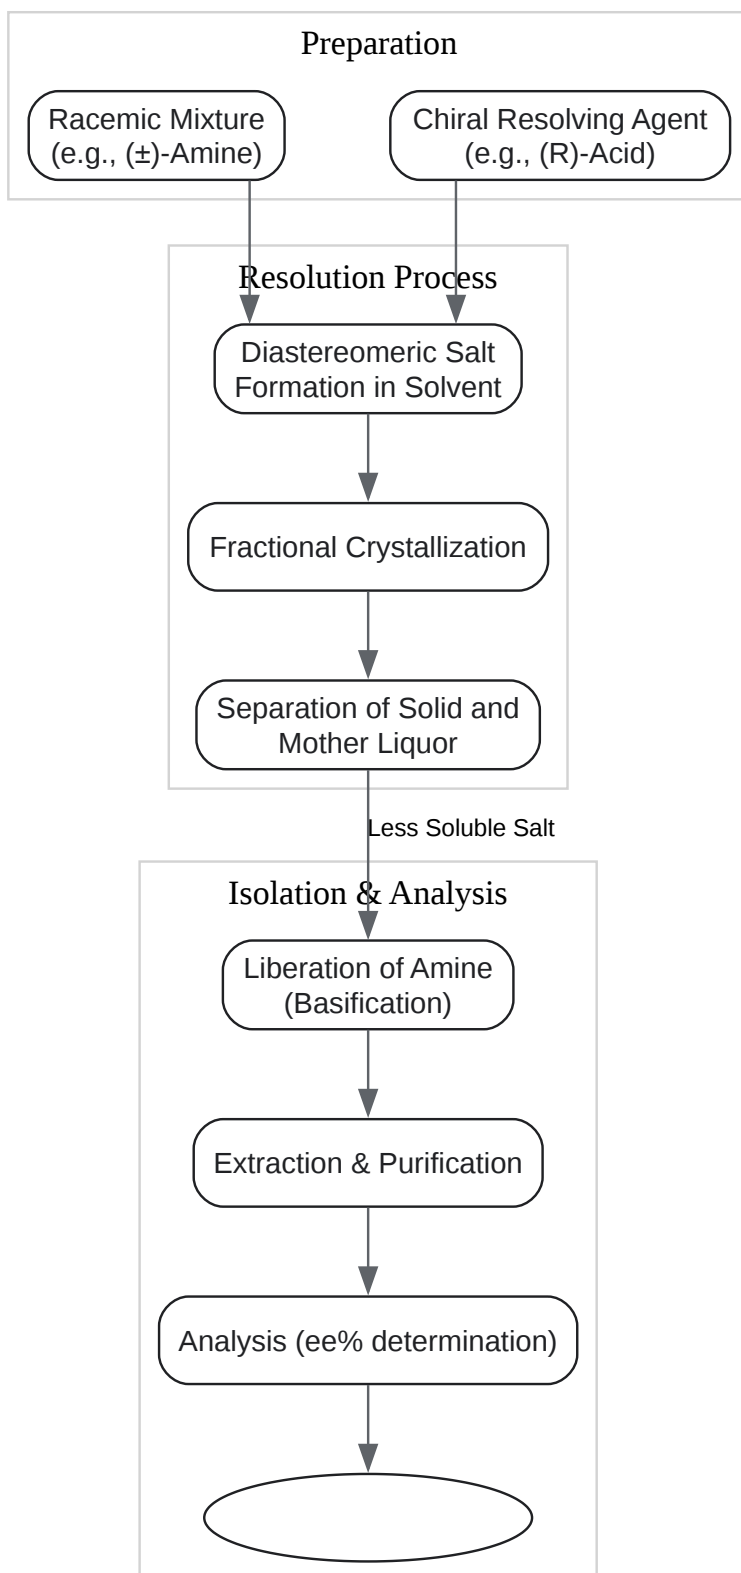 Preparation
Racemic Mixture
(e.g., (±)-Amine)
Chiral Resolving Agent
(e.g., (R)-Acid)
Resolution Process
Diastereomeric Salt
Formation in Solvent
Fractional Crystallization
Separation of Solid and
Mother Liquor
Less Soluble Salt
Isolation & Analysis
Liberation of Amine
(Basification)
Extraction & Purification
Analysis (ee% determination)